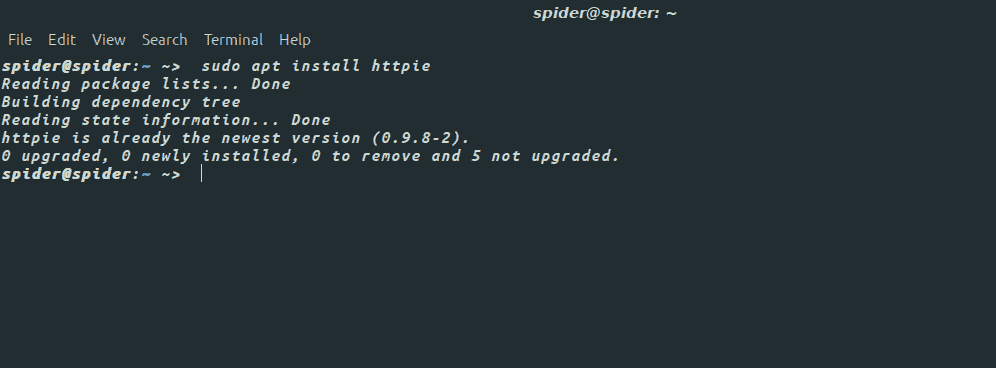 spider@spider: ~
File Edit View Search Terminal Help
spider@spider:~ ~> sudo apt install httpie
Reading package lists... Done
Building dependency tree
Reading state information... Done
httpie is already the newest version (0.9.8-2).
0 upgraded, 0 newly installed, 0 to remove and 5 not upgraded.
spider@spider:~ ~>